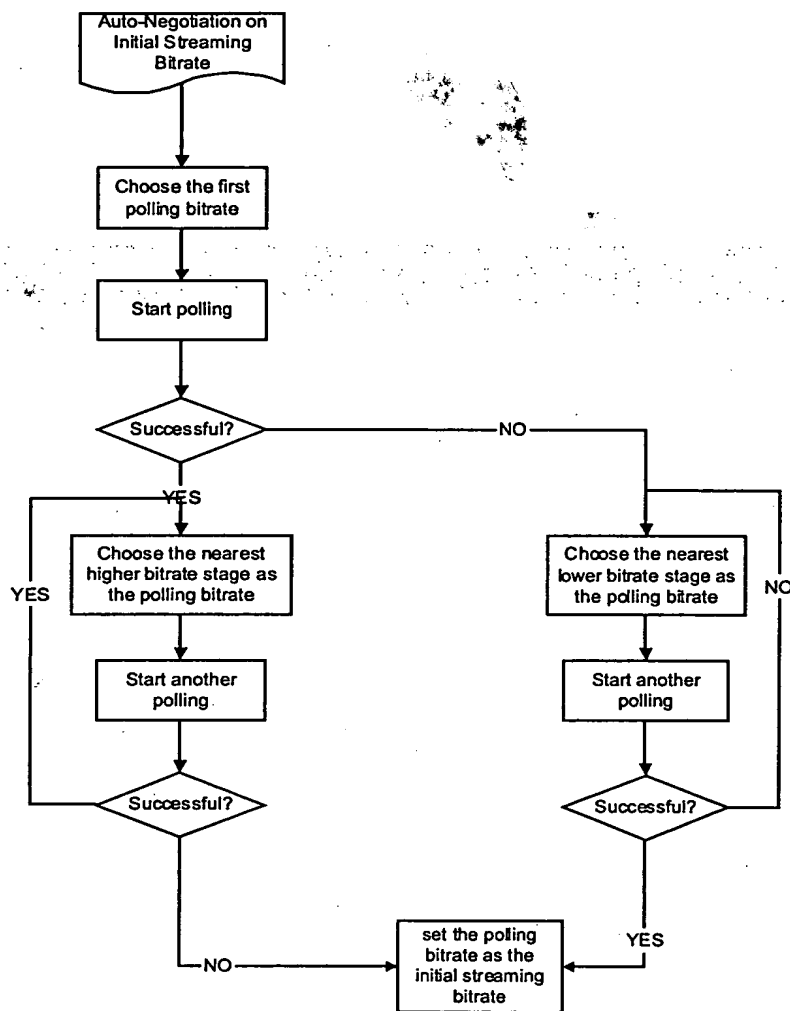 Auto-Negotiation on
Initial Streaming
Bitrate
Choose the first
polling bitrate
Start polling
Successful?
NO
YES
Choose the nearest
higher bitrate stage as
the polling bitrate
YES
Choose the nearest
lower bitrate stage as
the polling bitrate
NO
Start another
polling
Start another
polling
Successful?
Successful?
NO
set the polling
bitrate as the
initial streaming
bitrate
YES